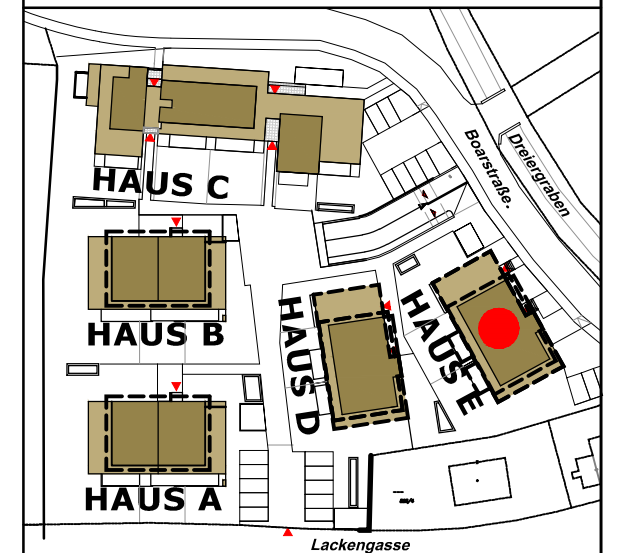 HAUS C
Boarstraße.
Dreiergraben
HAUS B
HAUS D
HAUS E
HAUS A
Lackengasse